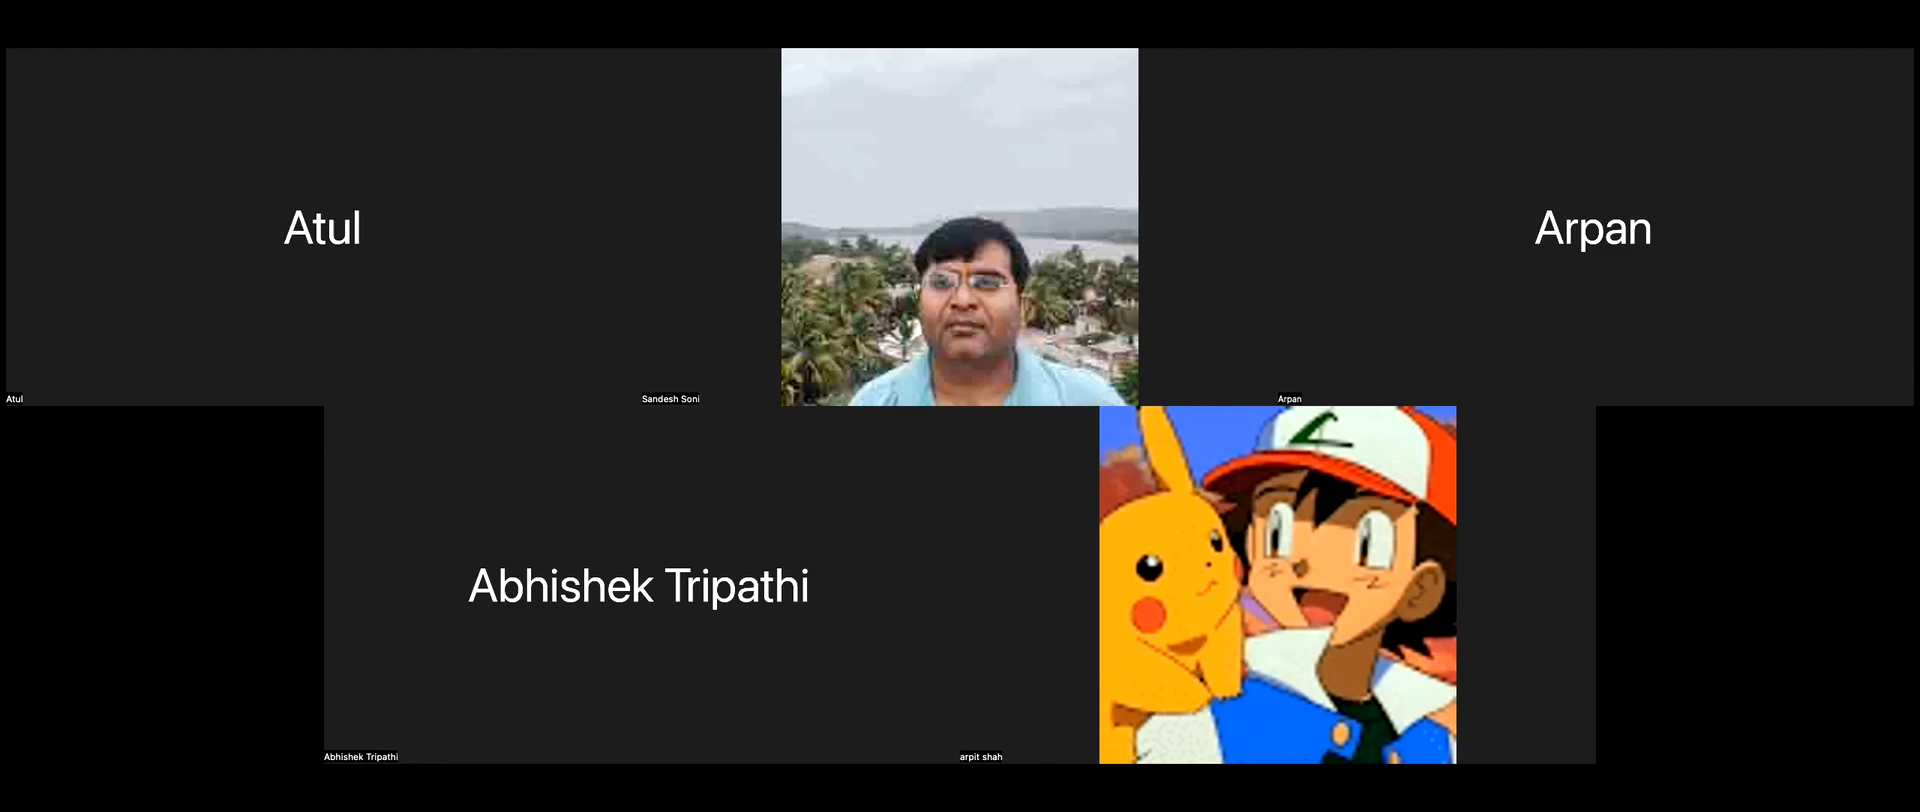 Atul
Arpan
Atul
Sandesh Soni
Arpan
Abhishek Tripathi
Abhishek Tripathi
arpit shah